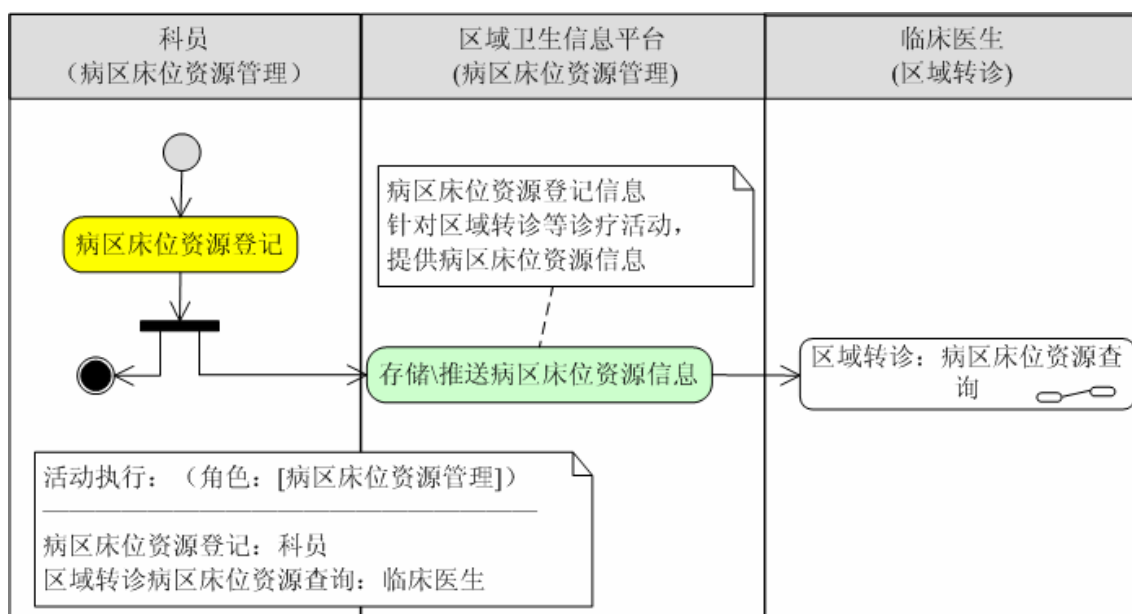 科员
（病区床位资源管理）
区域卫生信息平台
(病区床位资源管理)
临床医生
(区域转诊)
病区床位资源登记
病区床位资源登记信息
针对区域转诊等诊疗活动，
提供病区床位资源信息
存储\推送病区床位资源信息
区域转诊：病区床位资源查
询
活动执行：（角色：[病区床位资源管理]）
病区床位资源登记：科员
区域转诊病区床位资源查询：临床医生